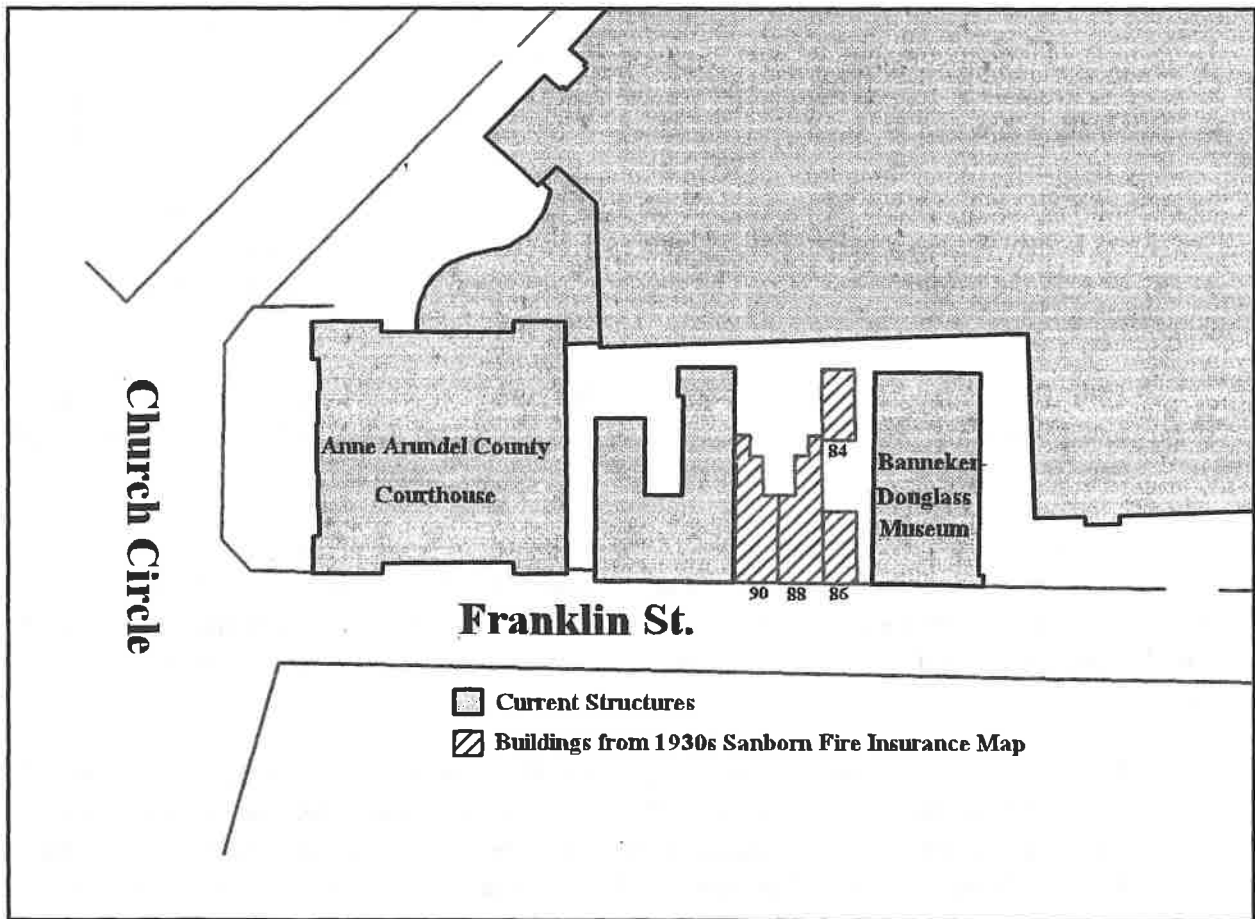 Church Circle
Anne Arundel County
Courthouse
84
Banneker-
Douglass
Museum
90 88 86
Franklin St.
Current Structures
Buildings from 1930s Sanborn Fire Insurance Map